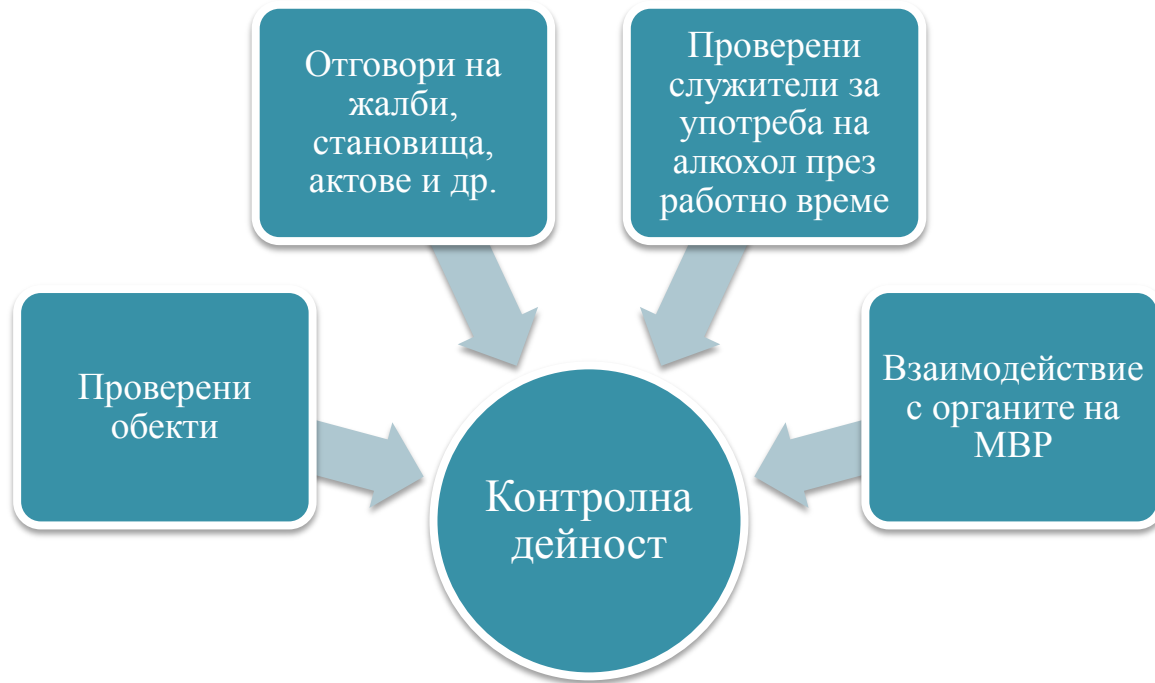 Отговори на
жалби,
становища,
актове и др.
Проверени
служители за
употреба на
алкохол през
работно време
Проверени
обекти
Взаимодействие
с органите на
МВР
Контролна
дейност